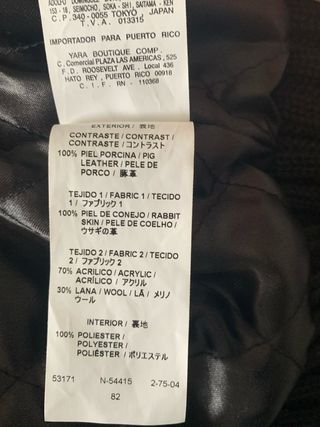 ADOLFO DOMINGUEZ
153-18, SEIMOCHO, SOKA-SHI, SAITAMA-KEN
C.P. 340-0055 TOKYO, JAPAN
T.V.A. 013315
IMPORTADOR PARA PUERTO RICO
YARA BOUTIQUE COMP.
C. Comercial PLAZA LAS AMERICAS, 525
F.D. ROOSEVELT AVE. Local 436
HATO REY, PUERTO RICO 00918
C.I.F. RN - 110368
EXTERIOR / 表地
CONTRASTE / CONTRAST /
CONTRASTE / コントラスト
100% PIEL PORCINA / PIG
LEATHER / PELE DE
PORCO / 豚革
TEJIDO 1 / FABRIC 1 / TECIDO
1 / ファブリック 1
100% PIEL DE CONEJO / RABBIT
SKIN / PELE DE COELHO /
ウサギの革
TEJIDO 2 / FABRIC 2 / TECIDO
2 / ファブリック 2
70% ACRILICO / ACRYLIC /
ACRÍLICO / アクリル
30% LANA / WOOL / LÃ / メリノ
ウール
INTERIOR / 裏地
100% POLIESTER /
POLYESTER /
POLIÉSTER / ポリエステル
53171 N-54415 2-75-04
82